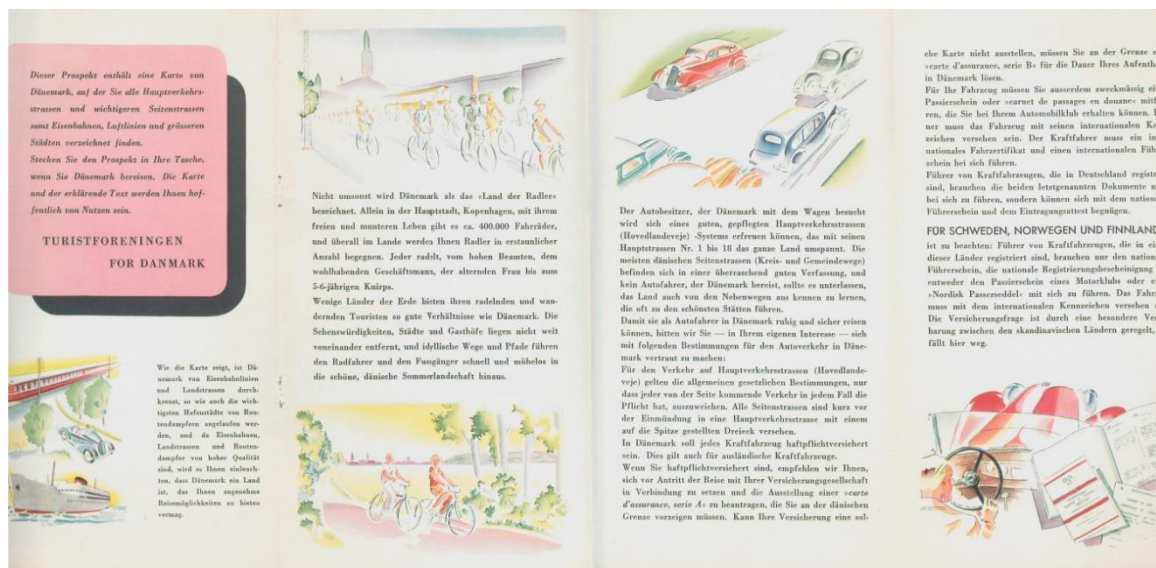 Dieser Prospekt enthält eine Karte von
Dänemark, auf der Sie alle Hauptverkehrs-
strassen und wichtigeren Seitenstrassen
samt Eisenbahnen, Luftlinien und grösseren
Städten verzeichnet finden.
Stecken Sie den Prospekt in Ihre Tasche,
wenn Sie Dänemark bereisen. Die Karte
und der erklärende Text werden Ihnen hof-
fentlich von Nutzen sein.
TURISTFORENINGEN
FOR DANMARK
Wie die Karte zeigt, ist Dä-
nemark von Eisenbahnlinien
und Landstrassen durch-
kreuzt, so wie auch die wich-
tigsten Hafenstädte von Rou-
tendampfern angelaufen wer-
den, und da Eisenbahnen,
Landstrassen und Routen-
dampfer von hoher Qualität
sind, wird es Ihnen einleuch-
ten, dass Dänemark ein Land
ist, das Ihnen angenehme
Reisemöglichkeiten zu bieten
vermag.
Nicht umsonst wird Dänemark als das »Land der Radler«
bezeichnet. Allein in der Hauptstadt, Kopenhagen, mit ihrem
freien und munteren Leben gibt es ca. 400.000 Fahrräder,
und überall im Lande werden Ihnen Radler in erstaunlicher
Anzahl begegnen. Jeder radelt, vom hohen Beamten, dem
wohlhabenden Geschäftsmann, der alternden Frau bis zum
5-6-jährigen Knirps.
Wenige Länder der Erde bieten ihren radelnden und wan-
dernden Touristen so gute Verhältnisse wie Dänemark. Die
Sehenswürdigkeiten, Städte und Gasthöfe liegen nicht weit
voneinander entfernt, und idyllische Wege und Pfade führen
den Radfahrer und den Fussgänger schnell und mühelos in
die schöne, dänische Sommerlandschaft hinaus.
Der Autobesitzer, der Dänemark mit dem Wagen besucht
wird sich eines guten, gepflegten Hauptverkehrsstrassen
(Hovedlandeveje) -Systems erfreuen können, das mit seinen
Hauptstrassen Nr. 1 bis 18 das ganze Land umspannt. Die
meisten dänischen Seitenstrassen (Kreis- und Gemeindewege)
befinden sich in einer überraschend guten Verfassung, und
kein Autofahrer, der Dänemark bereist, sollte es unterlassen,
das Land auch von den Nebenwegen aus kennen zu lernen,
die oft zu den schönsten Stätten führen.
Damit sie als Autofahrer in Dänemark ruhig und sicher reisen
können, bitten wir Sie — in Ihrem eigenen Interesse — sich
mit folgenden Bestimmungen für den Autoverkehr in Däne-
mark vertraut zu machen:
Für den Verkehr auf Hauptverkehrsstrassen (Hovedlande-
veje) gelten die allgemeinen gesetzlichen Bestimmungen, nur
dass jeder von der Seite kommende Verkehr in jedem Fall die
Pflicht hat, auszuweichen. Alle Seitenstrassen sind kurz vor
der Einmündung in eine Hauptverkehrsstrasse mit einem
auf die Spitze gestellten Dreieck versehen.
In Dänemark soll jedes Kraftfahrzeug haftpflichtversichert
sein. Dies gilt auch für ausländische Kraftfahrzeuge.
Wenn Sie haftpflichtversichert sind, empfehlen wir Ihnen,
sich vor Antritt der Reise mit Ihrer Versicherungsgesellschaft
in Verbindung zu setzen und die Ausstellung einer »carte
d'assurance, serie A« zu beantragen, die Sie an der dänischen
Grenze vorzeigen müssen. Kann Ihre Versicherung eine sol-
che Karte nicht ausstellen, müssen Sie an der Grenze
»carte d'assurance, serie B« für die Dauer Ihres
in Dänemark lösen.
Für Ihr Fahrzeug müssen Sie ausserdem zweckmässig
Passierschein oder »carnet de passages en douane«
ren, die Sie bei Ihrem Automobilklub erhalten können.
ner muss das Fahrzeug mit seinen internationalen
zeichen versehen sein. Der Kraftfahrer muss ein
nationales Fahrzertifikat und einen internationalen
schein bei sich führen.
Führer von Kraftfahrzeugen, die in Deutschland
sind, brauchen die beiden letztgenannten Dokumente
bei sich zu führen, sondern können sich mit dem
Führerschein und dem Eintragungsattest begnügen.
FÜR SCHWEDEN, NORWEGEN UND FINNLAND
ist zu beachten: Führer von Kraftfahrzeugen, die in
dieser Länder registriert sind, brauchen nur den
Führerschein, die nationale Registrierungsbescheinigung
entweder den Passierschein eines Motorklubs oder
»Nordisk Passerseddel« mit sich zu führen. Das
muss mit dem internationalen Kennzeichen versehen
Die Versicherungsfrage ist durch eine besondere
barung zwischen den skandinavischen Ländern geregelt,
fällt hier weg.